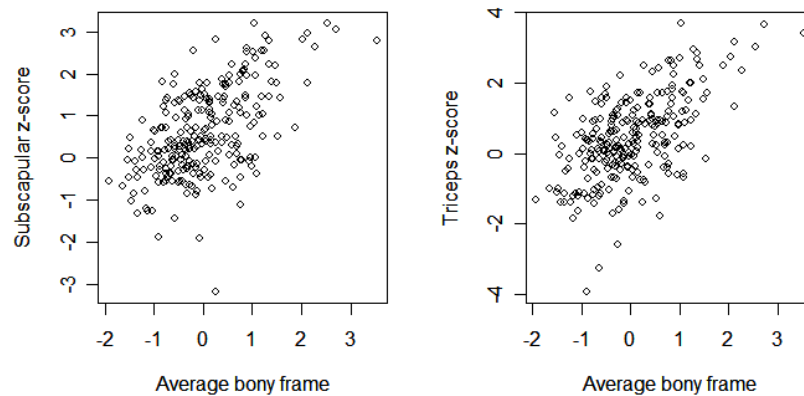 Subscapular z-score
3
2
1
0
-1
-2
-3
-2 -1 0 1 2 3
Average bony frame
Triceps z-score
4
2
0
-2
-4
-2 -1 0 1 2 3
Average bony frame